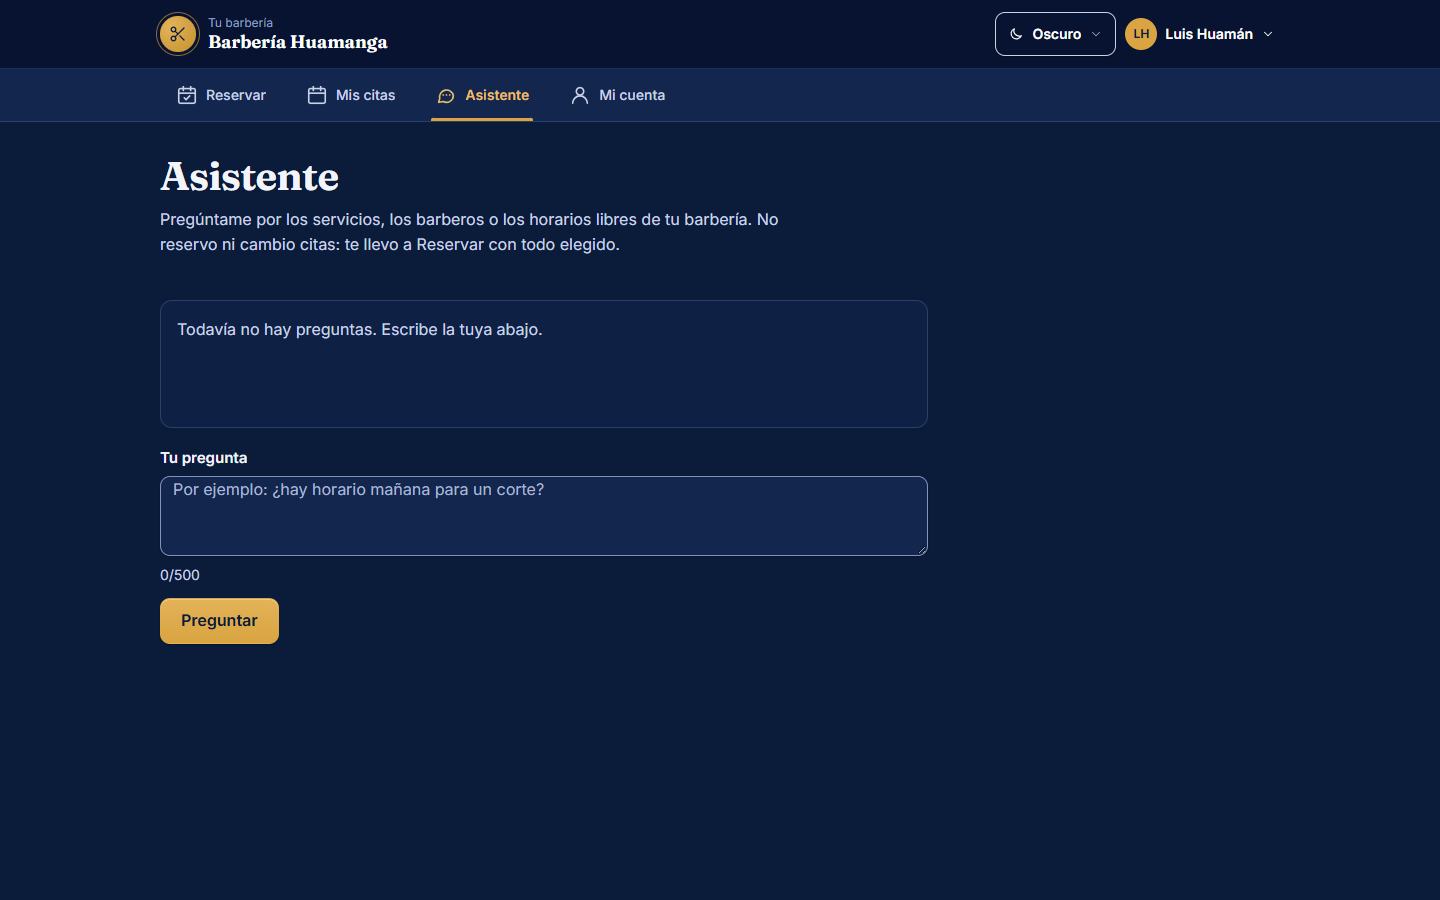 Tu barbería
Barbería Huamanga
Oscuro
LH
Luis Huamán
Reservar
Mis citas
Asistente
Mi cuenta
Asistente
Pregúntame por los servicios, los barberos o los horarios libres de tu barbería. No
reservo ni cambio citas: te llevo a Reservar con todo elegido.
Todavía no hay preguntas. Escribe la tuya abajo.
Tu pregunta
Por ejemplo: ¿hay horario mañana para un corte?
0/500
Preguntar